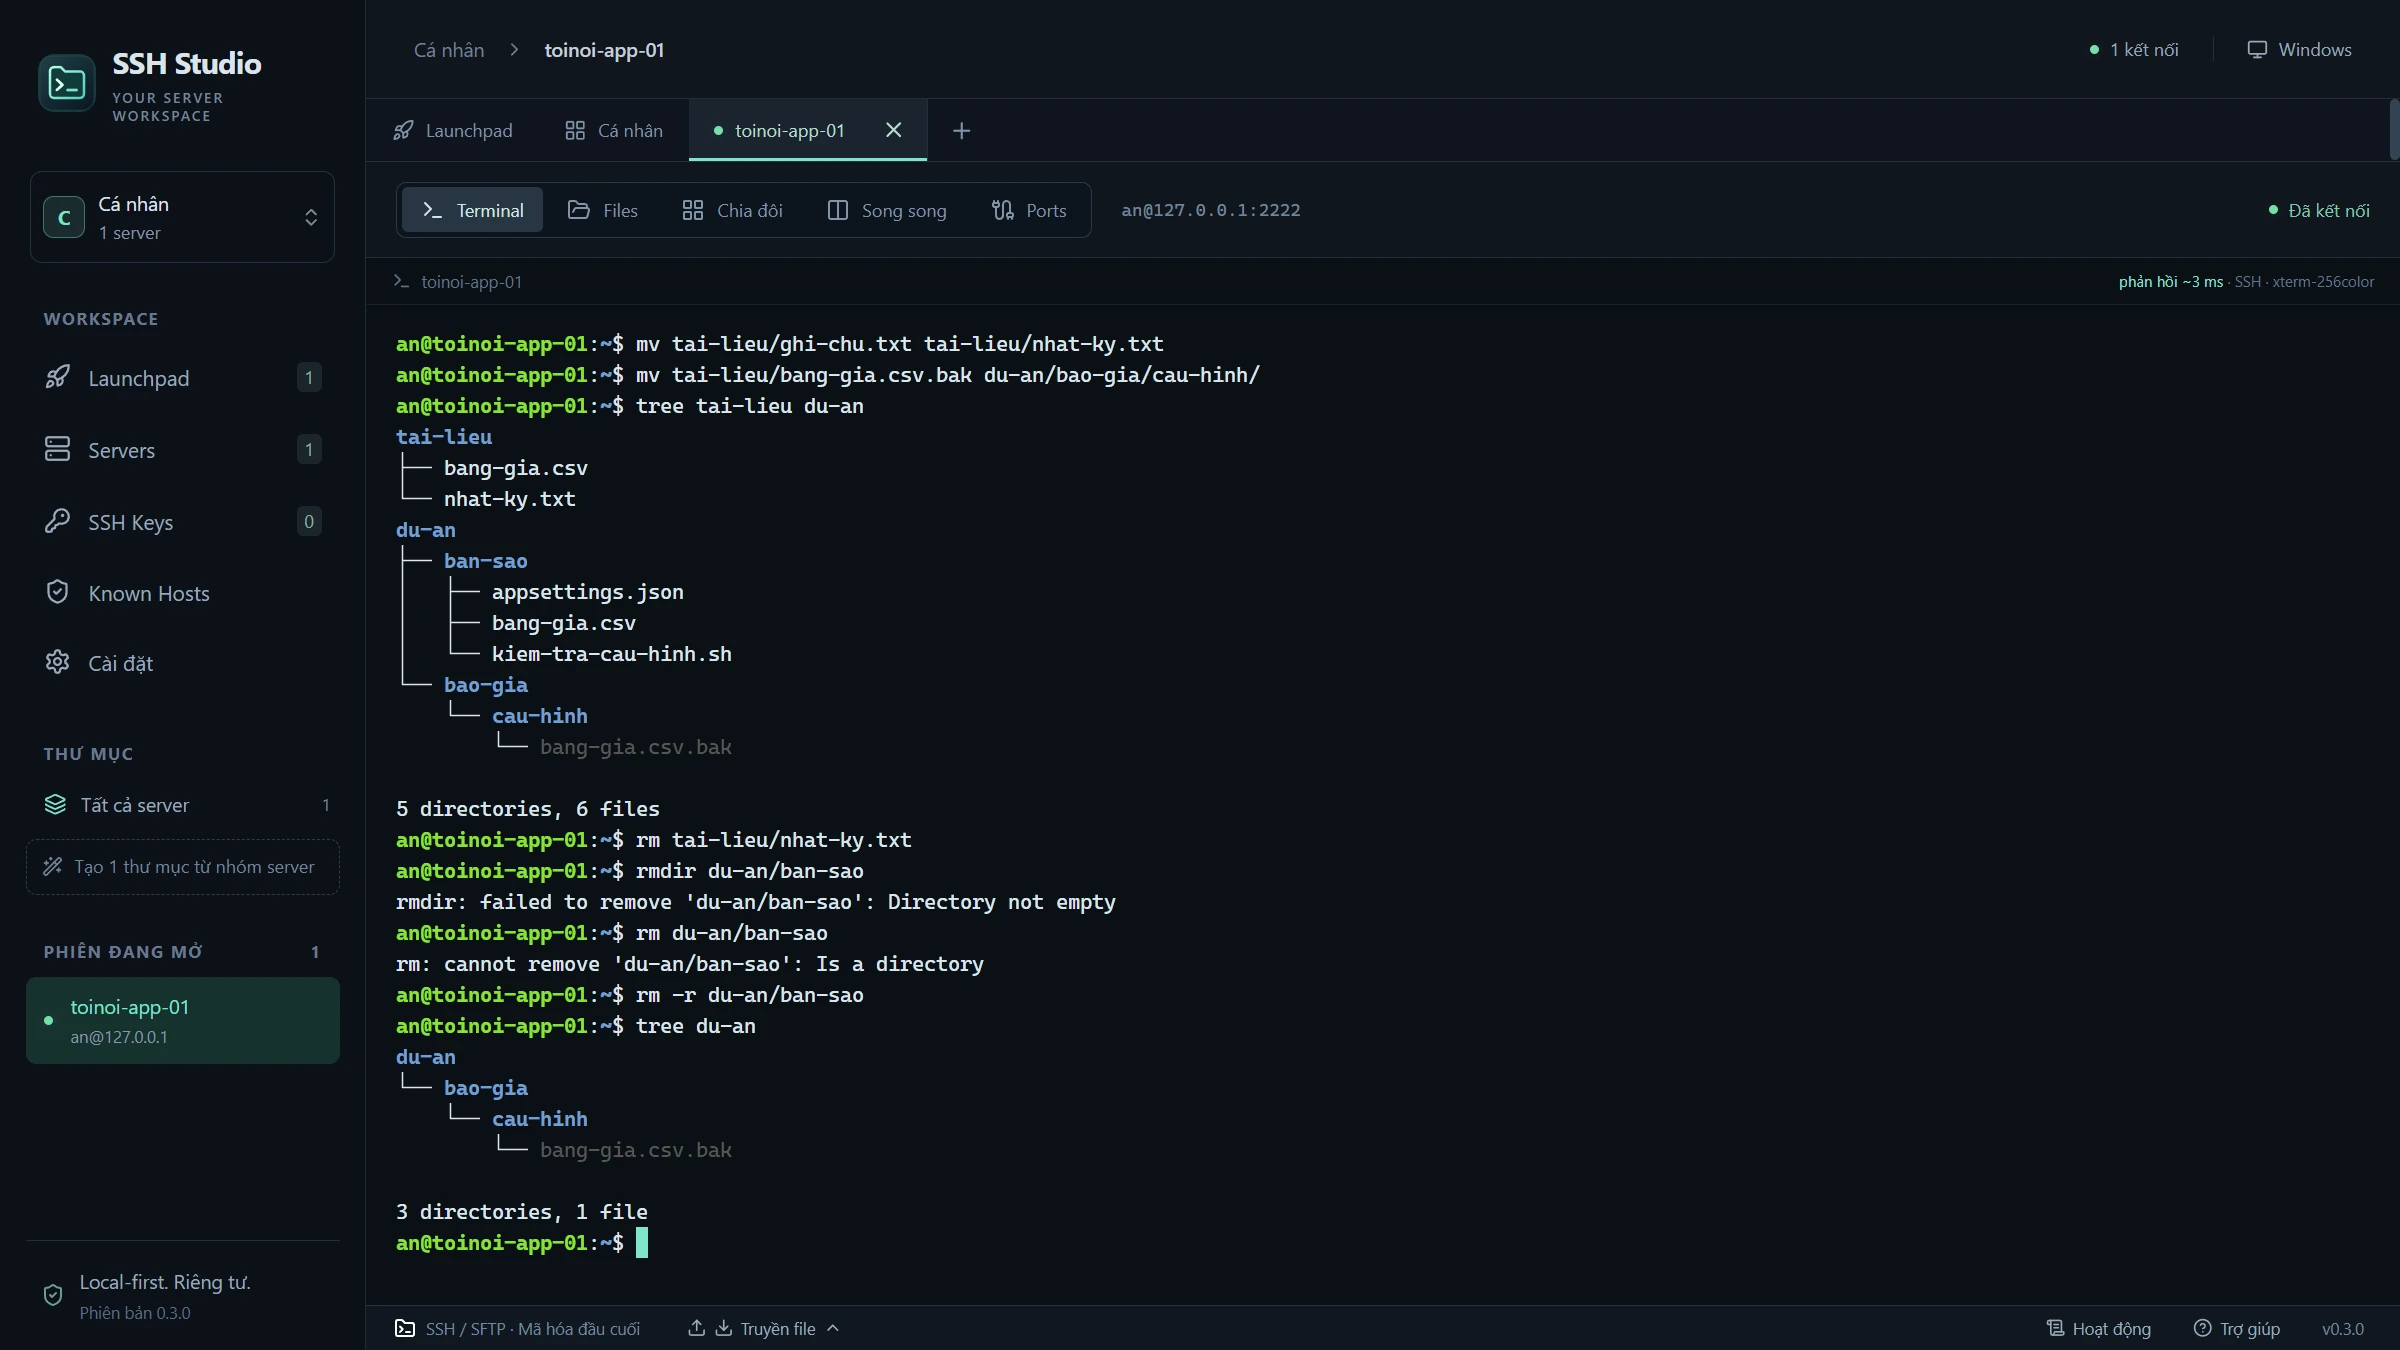 SSH Studio
YOUR SERVER
WORKSPACE
C
Cá nhân
1 server
WORKSPACE
Launchpad 1
Servers 1
SSH Keys 0
Known Hosts
Cài đặt
THƯ MỤC
Tất cả server 1
Tạo 1 thư mục từ nhóm server
PHIÊN ĐANG MỞ 1
toinoi-app-01
an@127.0.0.1
Local-first. Riêng tư.
Phiên bản 0.3.0
Cá nhân > toinoi-app-01
1 kết nối
Windows
Launchpad
Cá nhân
toinoi-app-01
Terminal
Files
Chia đôi
Song song
Ports
an@127.0.0.1:2222
Đã kết nối
toinoi-app-01
phản hồi ~3 ms · SSH · xterm-256color
an@toinoi-app-01:~$ mv tai-lieu/ghi-chu.txt tai-lieu/nhat-ky.txt
an@toinoi-app-01:~$ mv tai-lieu/bang-gia.csv.bak du-an/bao-gia/cau-hinh/
an@toinoi-app-01:~$ tree tai-lieu du-an
tai-lieu
├── bang-gia.csv
└── nhat-ky.txt
du-an
├── ban-sao
│   ├── appsettings.json
│   ├── bang-gia.csv
│   └── kiem-tra-cau-hinh.sh
└── bao-gia
    └── cau-hinh
        └── bang-gia.csv.bak
5 directories, 6 files
an@toinoi-app-01:~$ rm tai-lieu/nhat-ky.txt
an@toinoi-app-01:~$ rmdir du-an/ban-sao
rmdir: failed to remove 'du-an/ban-sao': Directory not empty
an@toinoi-app-01:~$ rm du-an/ban-sao
rm: cannot remove 'du-an/ban-sao': Is a directory
an@toinoi-app-01:~$ rm -r du-an/ban-sao
an@toinoi-app-01:~$ tree du-an
du-an
└── bao-gia
    └── cau-hinh
        └── bang-gia.csv.bak
3 directories, 1 file
an@toinoi-app-01:~$
SSH / SFTP · Mã hóa đầu cuối
Truyền file
Hoạt động
Trợ giúp
v0.3.0